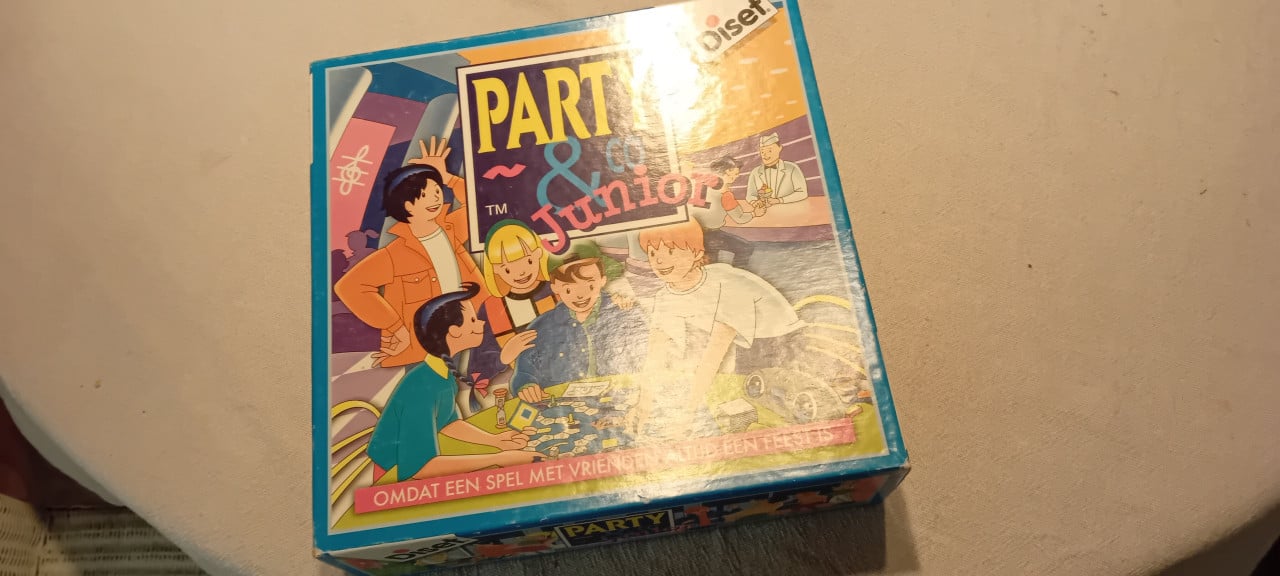 Diset
PARTY
& co
Junior
TM
OMDAT EEN SPEL MET VRIENDEN ALTIJD EEN FEEST IS
Diset
PARTY